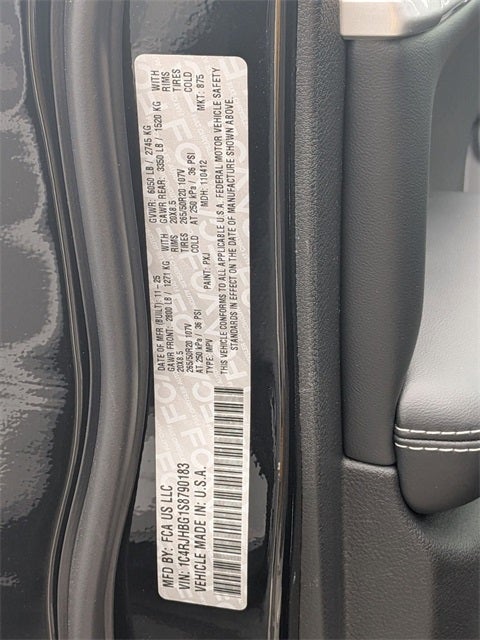 MFD BY: FCA US LLC
VIN: 1C4RJHBG1S8790183
VEHICLE MADE IN: U.S.A.
DATE OF MFR (BUILT): 11-25 GVWR: 6050 LB / 2745 KG
GAWR FRONT: 2800 LB / 1271 KG WITH GAWR REAR: 3350 LB / 1520 KG WITH
20X8.5 RIMS 20X8.5 RIMS
265/50R20 107V TIRES 265/50R20 107V TIRES
AT 250 kPa / 36 PSI COLD AT 250 kPa / 36 PSI COLD
TYPE: MPV PAINT: PXJ MDH: 110412 MKT: 875
THIS VEHICLE CONFORMS TO ALL APPLICABLE U.S.A. FEDERAL MOTOR VEHICLE SAFETY
STANDARDS IN EFFECT ON THE DATE OF MANUFACTURE SHOWN ABOVE.